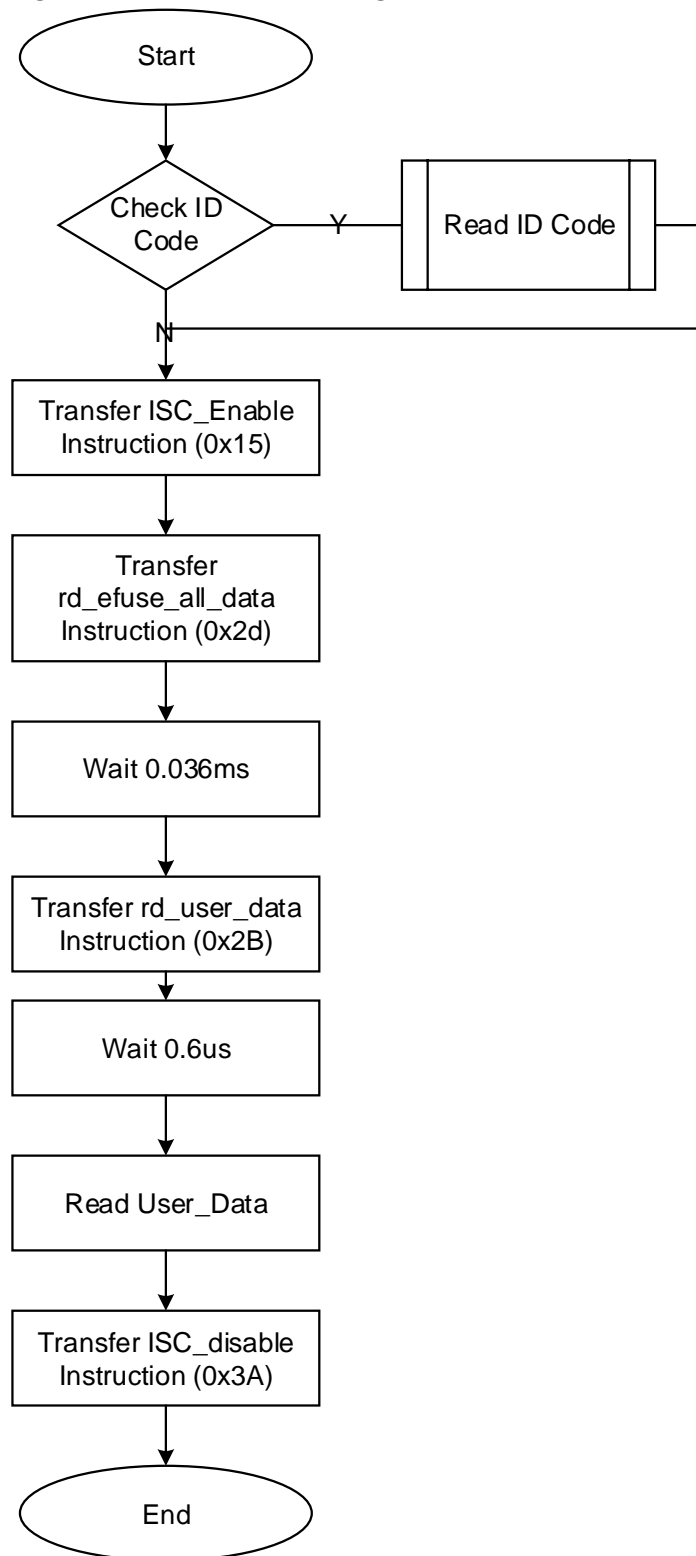 Start
Check ID
Code
Y
Read ID Code
N
Transfer ISC_Enable
Instruction (0x15)
Transfer
rd_efuse_all_data
Instruction (0x2d)
Wait 0.036ms
Transfer rd_user_data
Instruction (0x2B)
Wait 0.6us
Read User_Data
Transfer ISC_disable
Instruction (0x3A)
End